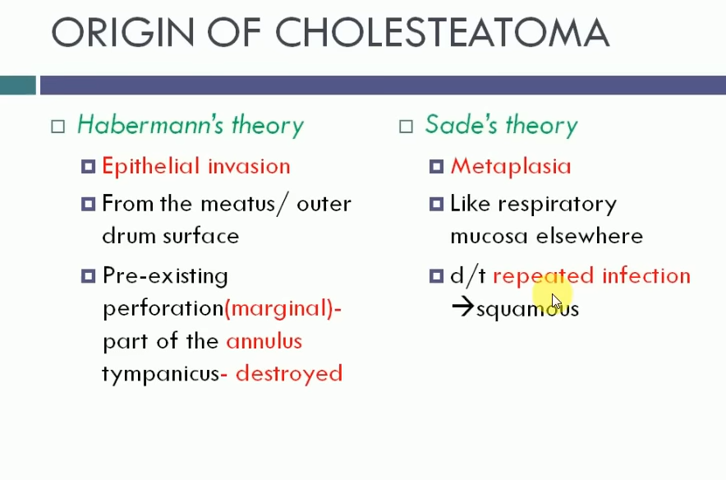 ORIGIN OF CHOLESTEATOMA
Habermann's theory
Epithelial invasion
From the meatus/ outer
drum surface
Pre-existing
perforation(marginal)-
part of the annulus
tympanicus- destroyed
Sade's theory
Metaplasia
Like respiratory
mucosa elsewhere
d/t repeated infection
→squamous